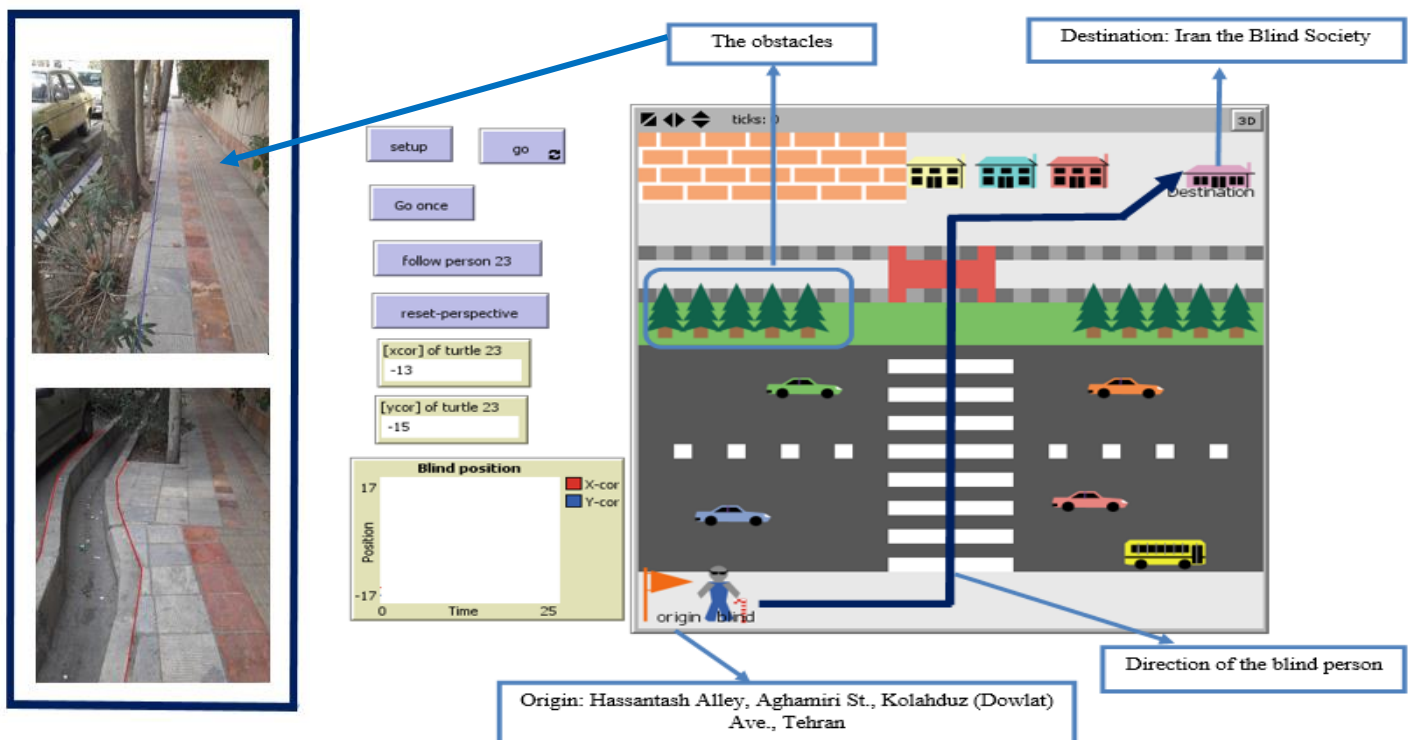 The obstacles
Destination: Iran the Blind Society
ticks: 0
3D
setup
go
Go once
follow person 23
reset-perspective
[xcor] of turtle 23
-13
[ycor] of turtle 23
-15
Blind position
17
X-cor
Y-cor
Position
-17
0
Time
25
Destination
origin
blind
Direction of the blind person
Origin: Hassantash Alley, Aghamiri St., Kolahduz (Dowlat)
Ave., Tehran